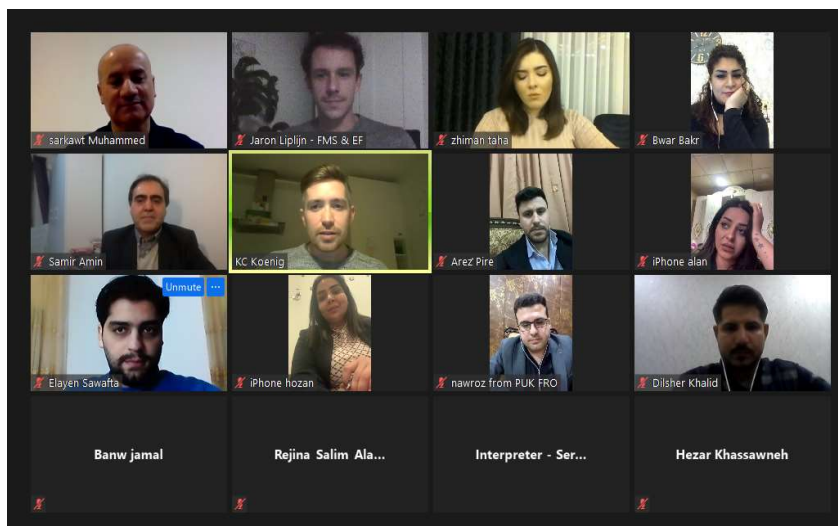 sarkawt Muhammed
Jaron Liplijn - FMS & EF
zhiman taha
Bwar Bakr
Samir Amin
KC Koenig
Arez Pire
iPhone alan
Unmute ...
Elayen Sawafta
iPhone hozan
nawroz from PUK FRO
Dilsher Khalid
Banw jamal
Rejina Salim Ala...
Interpreter - Ser...
Hezar Khassawneh